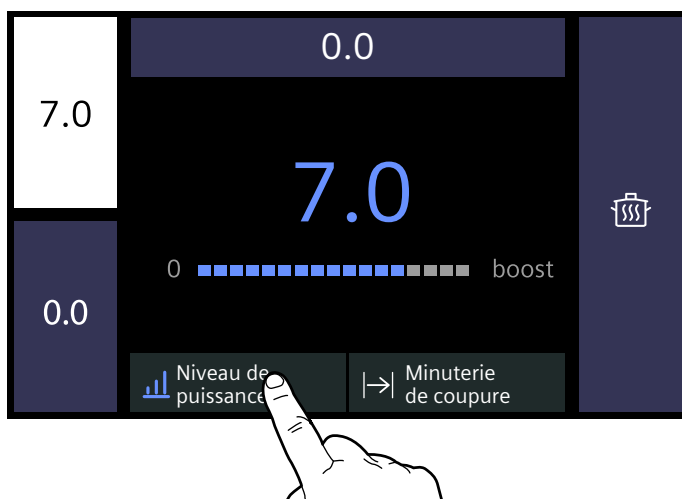 0.0
7.0
7.0
0 boost
0.0
Niveau de
puissance
Minuterie
de coupure